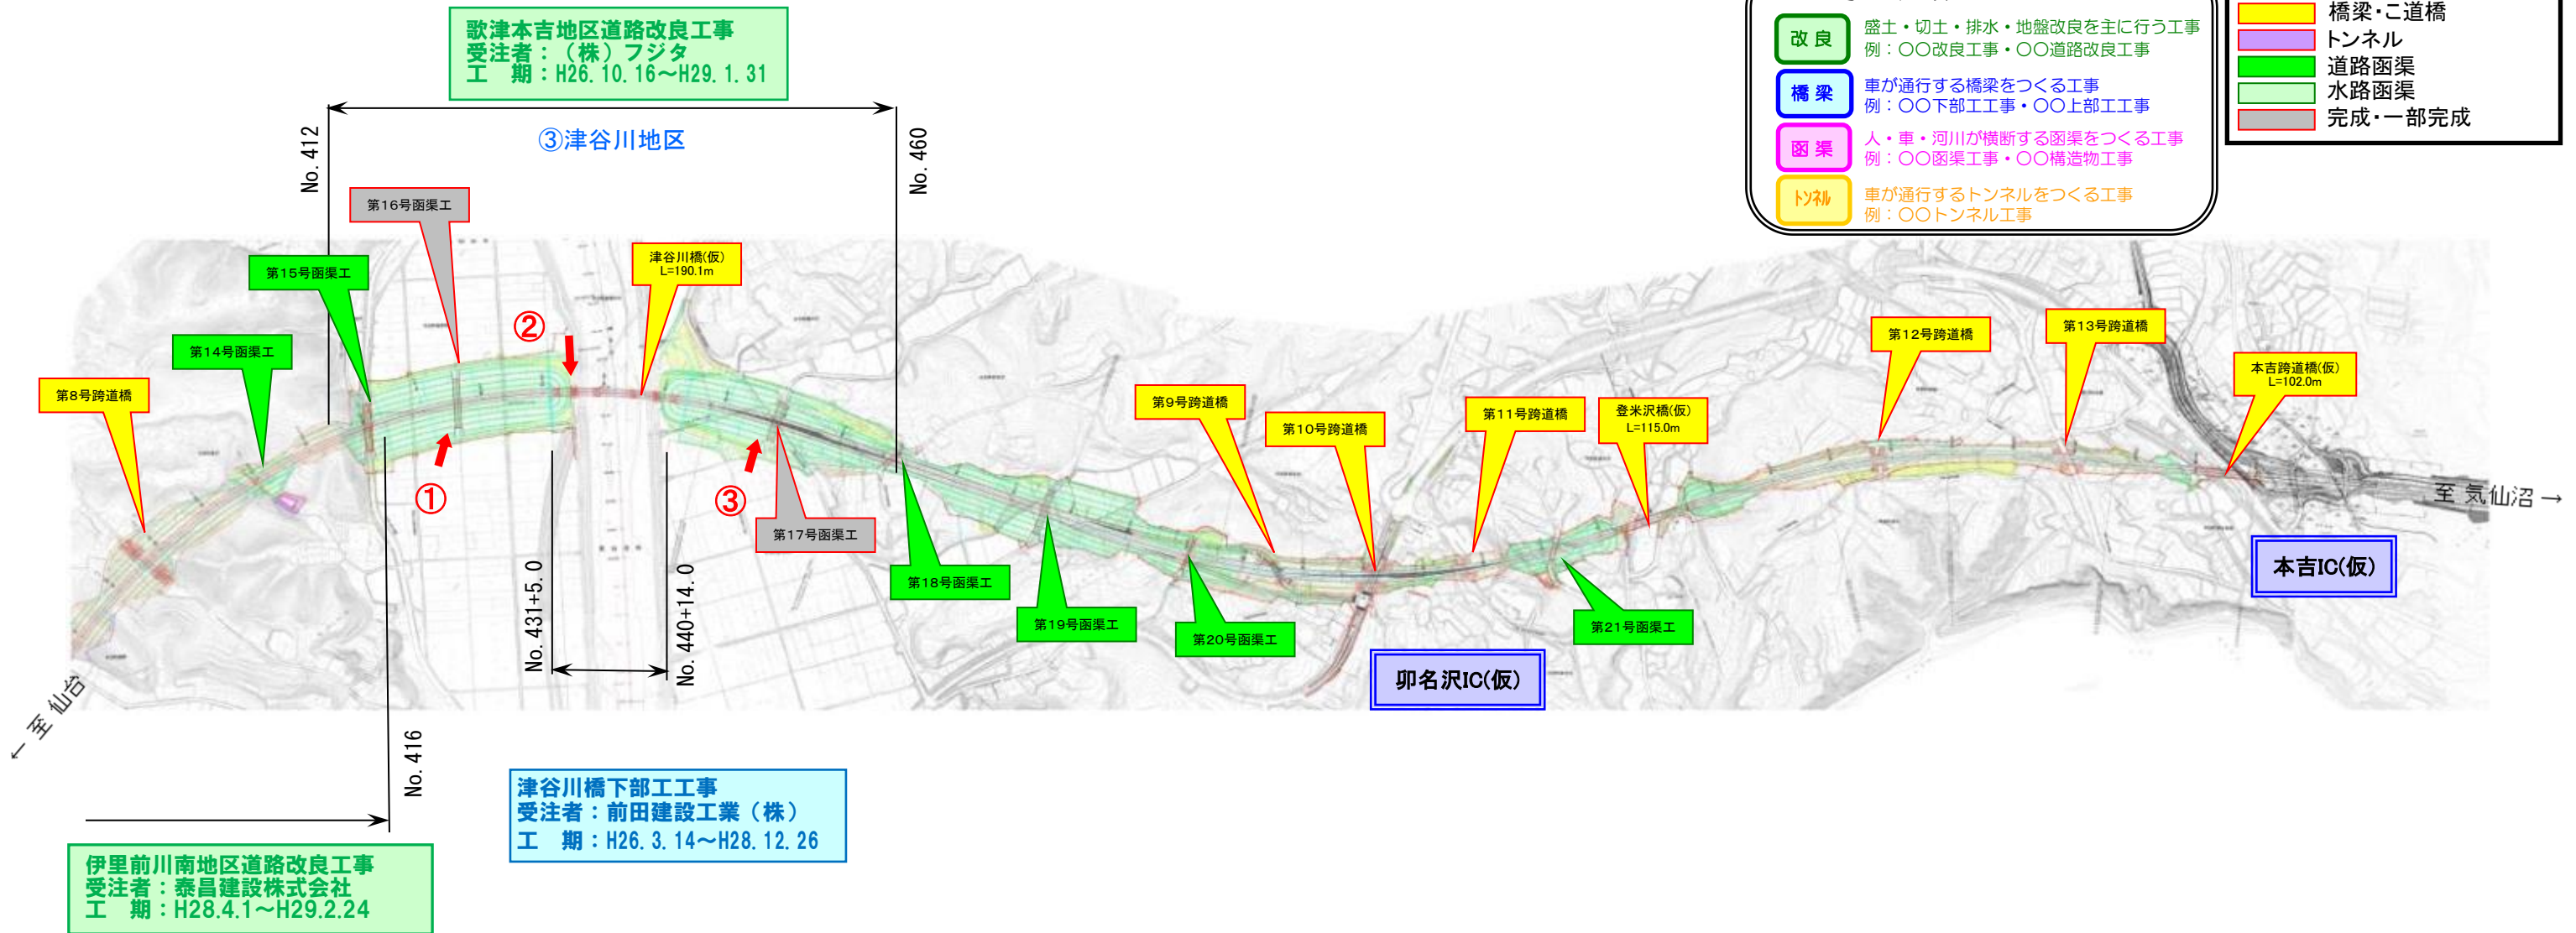 歌津本吉地区道路改良工事
受注者：（株）フジタ
工　期：H26.10.16～H29.1.31
③津谷川地区
No.412
No.460
改 良
盛土・切土・排水・地盤改良を主に行う工事
例：〇〇改良工事・〇〇道路改良工事
橋 梁
車が通行する橋梁をつくる工事
例：〇〇下部工工事・〇〇上部工工事
函 渠
人・車・河川が横断する函渠をつくる工事
例：〇〇函渠工事・〇〇構造物工事
トンネル
車が通行するトンネルをつくる工事
例：〇〇トンネル工事
橋梁・こ道橋
トンネル
道路函渠
水路函渠
完成・一部完成
第8号跨道橋
第14号函渠工
第15号函渠工
第16号函渠工
津谷川橋(仮)
L=190.1m
①
②
③
第17号函渠工
第18号函渠工
第19号函渠工
第20号函渠工
第9号跨道橋
第10号跨道橋
第11号跨道橋
登米沢橋(仮)
L=115.0m
第21号函渠工
第12号跨道橋
第13号跨道橋
本吉跨道橋(仮)
L=102.0m
至 気仙沼 →
本吉IC(仮)
卯名沢IC(仮)
No.431+5.0
No.440+14.0
← 至 仙台
No.416
津谷川橋下部工工事
受注者：前田建設工業（株）
工　期：H26.3.14～H28.12.26
伊里前川南地区道路改良工事
受注者：泰昌建設株式会社
工　期：H28.4.1～H29.2.24